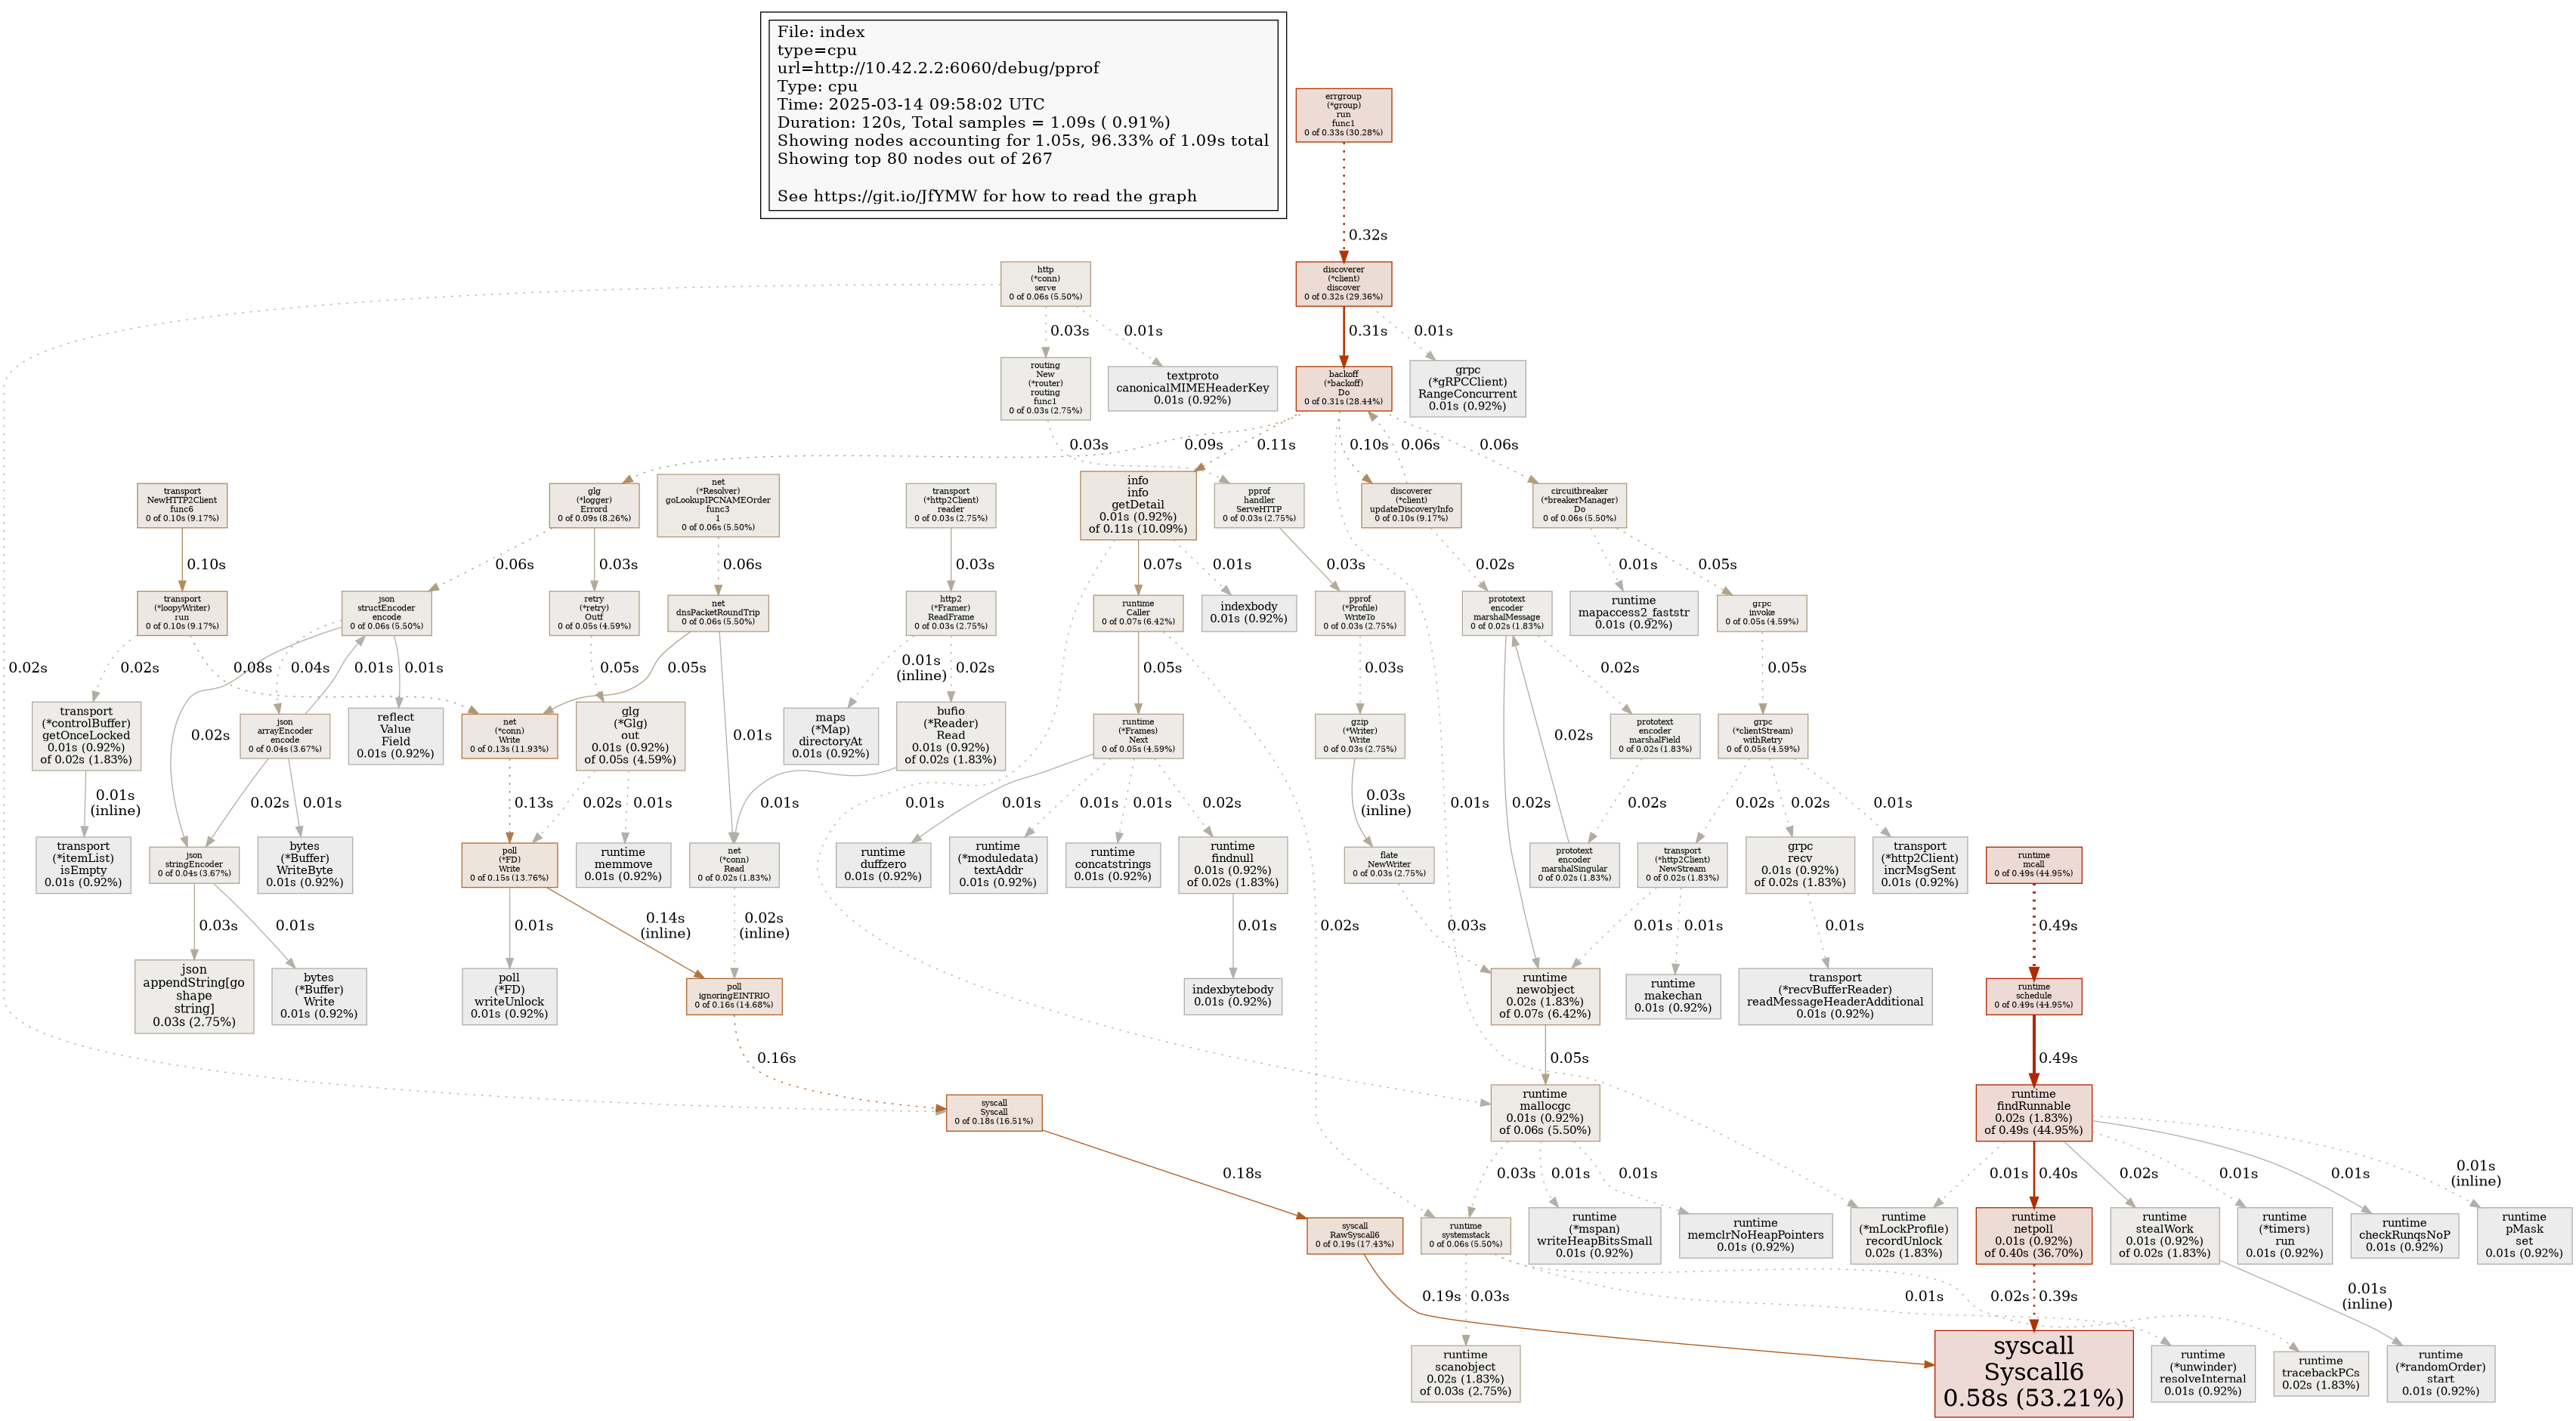 File: index
type=cpu
url=http://10.42.2.2:6060/debug/pprof
Type: cpu
Time: 2025-03-14 09:58:02 UTC
Duration: 120s, Total samples = 1.09s ( 0.91%)
Showing nodes accounting for 1.05s, 96.33% of 1.09s total
Showing top 80 nodes out of 267
See https://git.io/JfYMW for how to read the graph
errgroup
(*group)
run
func1
0 of 0.33s (30.28%)
0.32s
http
(*conn)
serve
0 of 0.06s (5.50%)
discoverer
(*client)
discover
0 of 0.32s (29.36%)
0.03s
0.01s
0.31s
0.01s
routing
New
(*router)
routing
func1
0 of 0.03s (2.75%)
textproto
canonicalMIMEHeaderKey
0.01s (0.92%)
backoff
(*backoff)
Do
0 of 0.31s (28.44%)
grpc
(*gRPCClient)
RangeConcurrent
0.01s (0.92%)
0.03s
0.09s
0.11s
0.10s
0.06s
0.06s
transport
NewHTTP2Client
func6
0 of 0.10s (9.17%)
glg
(*logger)
Errord
0 of 0.09s (8.26%)
net
(*Resolver)
goLookupIPCNAMEOrder
func3
1
0 of 0.06s (5.50%)
transport
(*http2Client)
reader
0 of 0.03s (2.75%)
info
info
getDetail
0.01s (0.92%)
of 0.11s (10.09%)
pprof
handler
ServeHTTP
0 of 0.03s (2.75%)
discoverer
(*client)
updateDiscoveryInfo
0 of 0.10s (9.17%)
circuitbreaker
(*breakerManager)
Do
0 of 0.06s (5.50%)
0.10s
0.06s
0.03s
0.06s
0.03s
0.07s
0.01s
0.03s
0.02s
0.01s
0.05s
transport
(*loopyWriter)
run
0 of 0.10s (9.17%)
json
structEncoder
encode
0 of 0.06s (5.50%)
retry
(*retry)
Outf
0 of 0.05s (4.59%)
net
dnsPacketRoundTrip
0 of 0.06s (5.50%)
http2
(*Framer)
ReadFrame
0 of 0.03s (2.75%)
runtime
Caller
0 of 0.07s (6.42%)
indexbody
0.01s (0.92%)
pprof
(*Profile)
WriteTo
0 of 0.03s (2.75%)
prototext
encoder
marshalMessage
0 of 0.02s (1.83%)
runtime
mapaccess2_faststr
0.01s (0.92%)
grpc
invoke
0 of 0.05s (4.59%)
0.02s
0.02s
0.08s
0.04s
0.01s
0.01s
0.05s
0.05s
0.01s
(inline)
0.02s
0.05s
0.03s
0.02s
0.05s
transport
(*controlBuffer)
getOnceLocked
0.01s (0.92%)
of 0.02s (1.83%)
0.02s
json
arrayEncoder
encode
0 of 0.04s (3.67%)
reflect
Value
Field
0.01s (0.92%)
net
(*conn)
Write
0 of 0.13s (11.93%)
glg
(*Glg)
out
0.01s (0.92%)
of 0.05s (4.59%)
0.01s
maps
(*Map)
directoryAt
0.01s (0.92%)
bufio
(*Reader)
Read
0.01s (0.92%)
of 0.02s (1.83%)
runtime
(*Frames)
Next
0 of 0.05s (4.59%)
gzip
(*Writer)
Write
0 of 0.03s (2.75%)
0.02s
prototext
encoder
marshalField
0 of 0.02s (1.83%)
grpc
(*clientStream)
withRetry
0 of 0.05s (4.59%)
0.01s
(inline)
0.02s
0.01s
0.13s
0.02s
0.01s
0.01s
0.01s
0.01s
0.01s
0.01s
0.02s
0.03s
(inline)
0.01s
0.02s
0.02s
0.02s
0.02s
0.01s
transport
(*itemList)
isEmpty
0.01s (0.92%)
json
stringEncoder
0 of 0.04s (3.67%)
bytes
(*Buffer)
WriteByte
0.01s (0.92%)
poll
(*FD)
Write
0 of 0.15s (13.76%)
runtime
memmove
0.01s (0.92%)
net
(*conn)
Read
0 of 0.02s (1.83%)
runtime
duffzero
0.01s (0.92%)
runtime
(*moduledata)
textAddr
0.01s (0.92%)
runtime
concatstrings
0.01s (0.92%)
runtime
findnull
0.01s (0.92%)
of 0.02s (1.83%)
flate
NewWriter
0 of 0.03s (2.75%)
prototext
encoder
marshalSingular
0 of 0.02s (1.83%)
transport
(*http2Client)
NewStream
0 of 0.02s (1.83%)
grpc
recv
0.01s (0.92%)
of 0.02s (1.83%)
transport
(*http2Client)
incrMsgSent
0.01s (0.92%)
runtime
mcall
0 of 0.49s (44.95%)
0.03s
0.01s
0.01s
0.14s
(inline)
0.02s
(inline)
0.01s
0.02s
0.03s
0.01s
0.01s
0.01s
0.49s
json
appendString[go
shape
string]
0.03s (2.75%)
bytes
(*Buffer)
Write
0.01s (0.92%)
poll
(*FD)
writeUnlock
0.01s (0.92%)
poll
ignoringEINTRIO
0 of 0.16s (14.68%)
indexbytebody
0.01s (0.92%)
runtime
newobject
0.02s (1.83%)
of 0.07s (6.42%)
runtime
makechan
0.01s (0.92%)
transport
(*recvBufferReader)
readMessageHeaderAdditional
0.01s (0.92%)
runtime
schedule
0 of 0.49s (44.95%)
0.16s
0.05s
0.49s
syscall
Syscall
0 of 0.18s (16.51%)
runtime
mallocgc
0.01s (0.92%)
of 0.06s (5.50%)
runtime
findRunnable
0.02s (1.83%)
of 0.49s (44.95%)
0.18s
0.03s
0.01s
0.01s
0.01s
0.40s
0.02s
0.01s
0.01s
0.01s
(inline)
syscall
RawSyscall6
0 of 0.19s (17.43%)
runtime
systemstack
0 of 0.06s (5.50%)
runtime
(*mspan)
writeHeapBitsSmall
0.01s (0.92%)
runtime
memclrNoHeapPointers
0.01s (0.92%)
runtime
(*mLockProfile)
recordUnlock
0.02s (1.83%)
runtime
netpoll
0.01s (0.92%)
of 0.40s (36.70%)
runtime
stealWork
0.01s (0.92%)
of 0.02s (1.83%)
runtime
(*timers)
run
0.01s (0.92%)
runtime
checkRunqsNoP
0.01s (0.92%)
runtime
pMask
set
0.01s (0.92%)
0.19s
0.03s
0.01s
0.02s
0.39s
0.01s
(inline)
runtime
scanobject
0.02s (1.83%)
of 0.03s (2.75%)
syscall
Syscall6
0.58s (53.21%)
runtime
(*unwinder)
resolveInternal
0.01s (0.92%)
runtime
tracebackPCs
0.02s (1.83%)
runtime
(*randomOrder)
start
0.01s (0.92%)